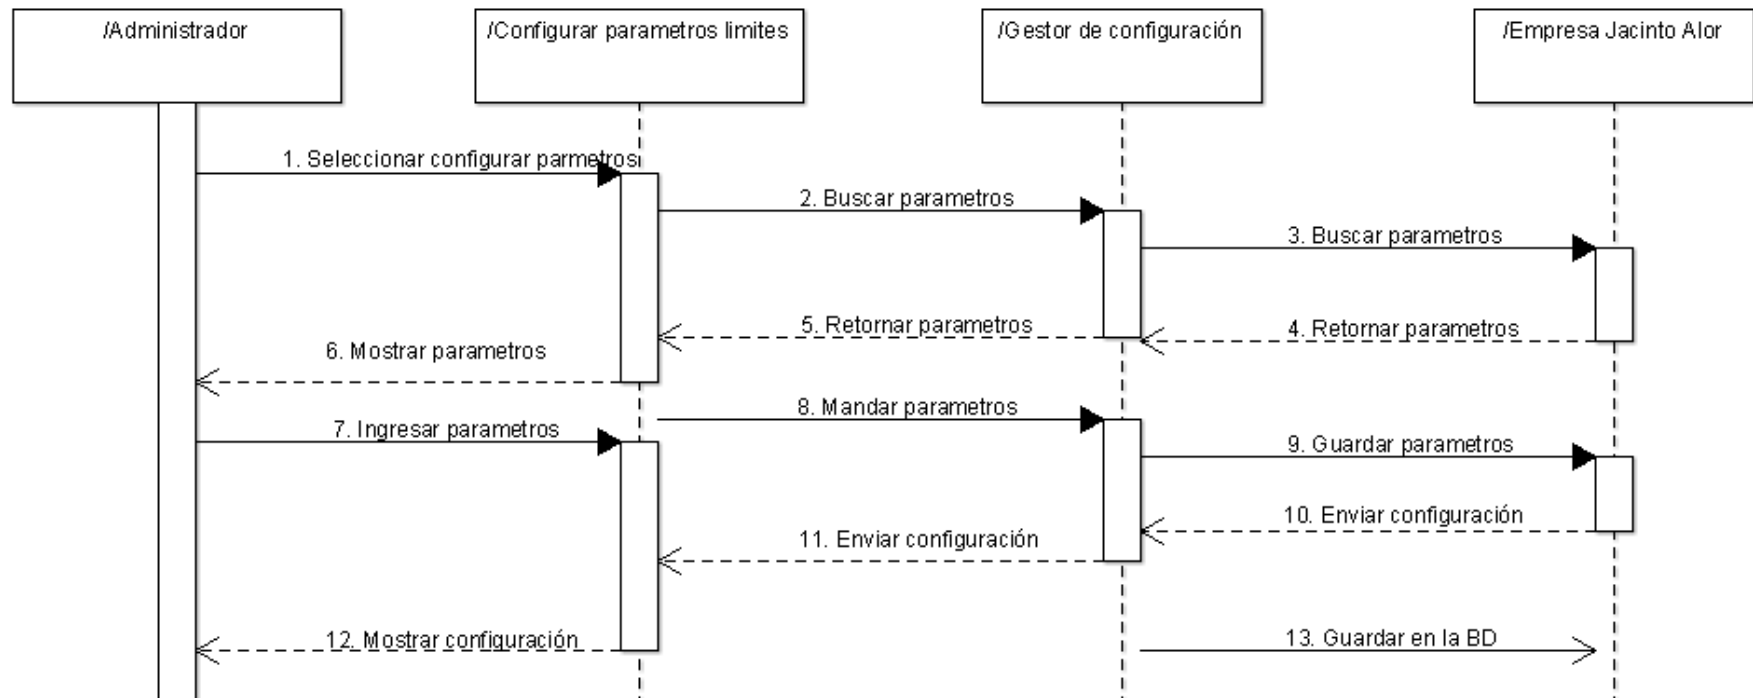 /Administrador
/Configurar parametros limites
/Gestor de configuración
/Empresa Jacinto Alor
1. Seleccionar configurar parmetros
2. Buscar parametros
3. Buscar parametros
4. Retornar parametros
5. Retornar parametros
6. Mostrar parametros
7. Ingresar parametros
8. Mandar parametros
9. Guardar parametros
10. Enviar configuración
11. Enviar configuración
12. Mostrar configuración
13. Guardar en la BD